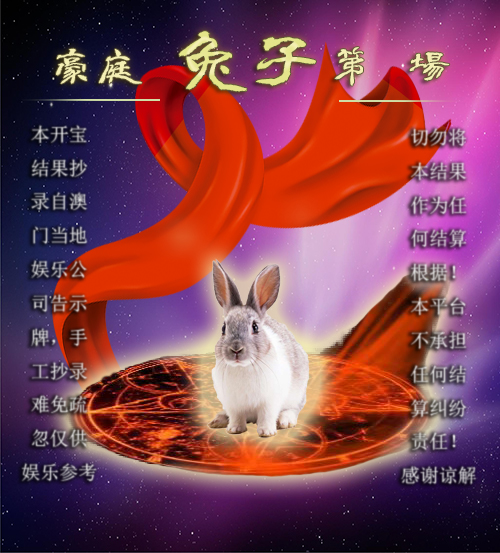 豪庭 兔子 第 場
本开宝
结果抄
录自澳
门当地
娱乐公
司告示
牌，手
工抄录
难免疏
忽仅供
娱乐参考
切勿将
本结果
作为任
何结算
根据！
本平台
不承担
任何结
算纠纷
责任！
感谢谅解